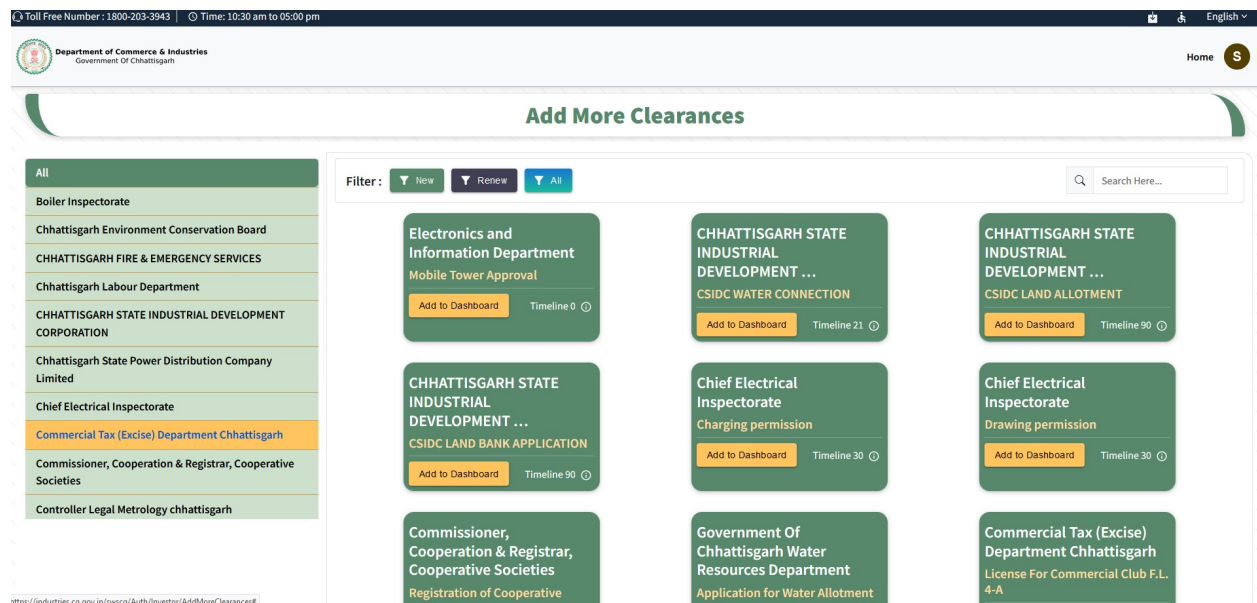 Toll Free Number : 1800-203-3943 | Time: 10:30 am to 05:00 pm
English
Department of Commerce & Industries
Government Of Chhattisgarh
Home S
Add More Clearances
All
Boiler Inspectorate
Chhattisgarh Environment Conservation Board
CHHATTISGARH FIRE & EMERGENCY SERVICES
Chhattisgarh Labour Department
CHHATTISGARH STATE INDUSTRIAL DEVELOPMENT
CORPORATION
Chhattisgarh State Power Distribution Company
Limited
Chief Electrical Inspectorate
Commercial Tax (Excise) Department Chhattisgarh
Commissioner, Cooperation & Registrar, Cooperative
Societies
Controller Legal Metrology chhattisgarh
Filter : New Renew All
Search Here...
Electronics and
Information Department
Mobile Tower Approval
Add to Dashboard Timeline 0
CHHATTISGARH STATE
INDUSTRIAL
DEVELOPMENT ...
CSIDC WATER CONNECTION
Add to Dashboard Timeline 21
CHHATTISGARH STATE
INDUSTRIAL
DEVELOPMENT ...
CSIDC LAND ALLOTMENT
Add to Dashboard Timeline 90
CHHATTISGARH STATE
INDUSTRIAL
DEVELOPMENT ...
CSIDC LAND BANK APPLICATION
Add to Dashboard Timeline 90
Chief Electrical
Inspectorate
Charging permission
Add to Dashboard Timeline 30
Chief Electrical
Inspectorate
Drawing permission
Add to Dashboard Timeline 30
Commissioner,
Cooperation & Registrar,
Cooperative Societies
Registration of Cooperative
Government Of
Chhattisgarh Water
Resources Department
Application for Water Allotment
Commercial Tax (Excise)
Department Chhattisgarh
License For Commercial Club F.L.
4-A